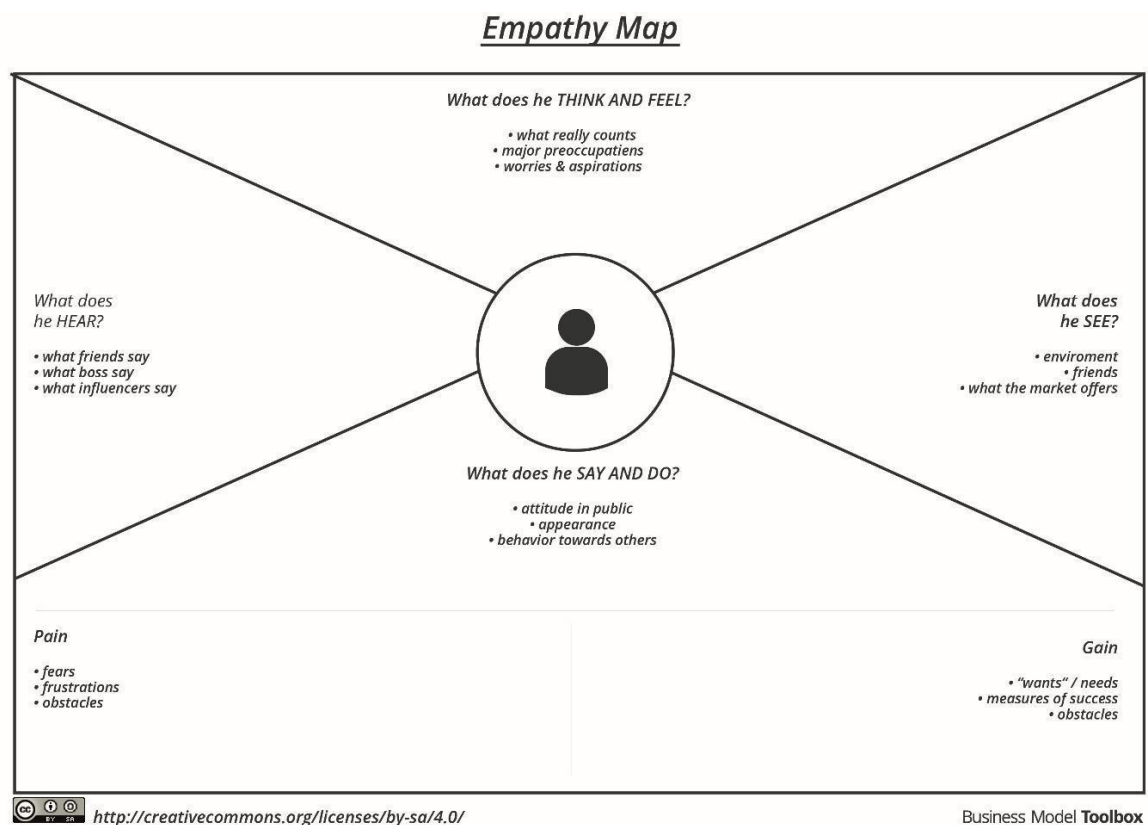 Empathy Map
What does he THINK AND FEEL?
• what really counts
• major preoccupatiens
• worries & aspirations
What does
he HEAR?
• what friends say
• what boss say
• what influencers say
What does
he SEE?
• enviroment
• friends
• what the market offers
What does he SAY AND DO?
• attitude in public
• appearance
• behavior towards others
Pain
• fears
• frustrations
• obstacles
Gain
• “wants“ / needs
• measures of success
• obstacles
cc BY SA
http://creativecommons.org/licenses/by-sa/4.0/
Business Model Toolbox